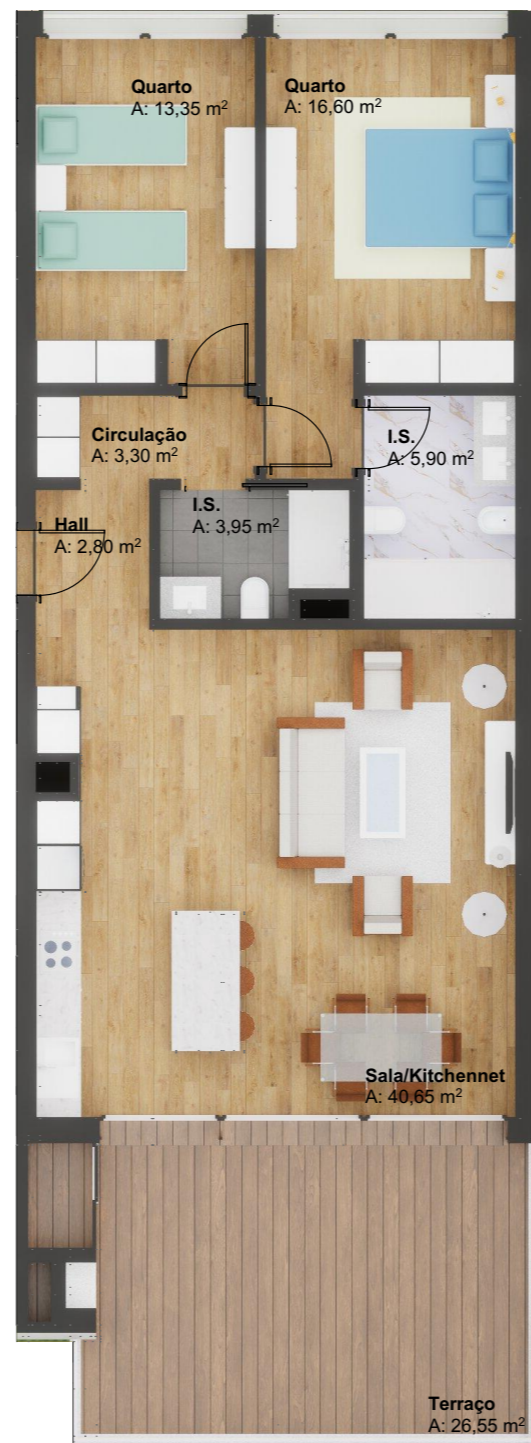 Quarto
A: 13,35 m²
Quarto
A: 16,60 m²
Circulação
A: 3,30 m²
I.S.
A: 5,90 m²
I.S.
A: 3,95 m²
Hall
A: 2,80 m²
Sala/Kitchennet
A: 40,65 m²
Terraço
A: 26,55 m²